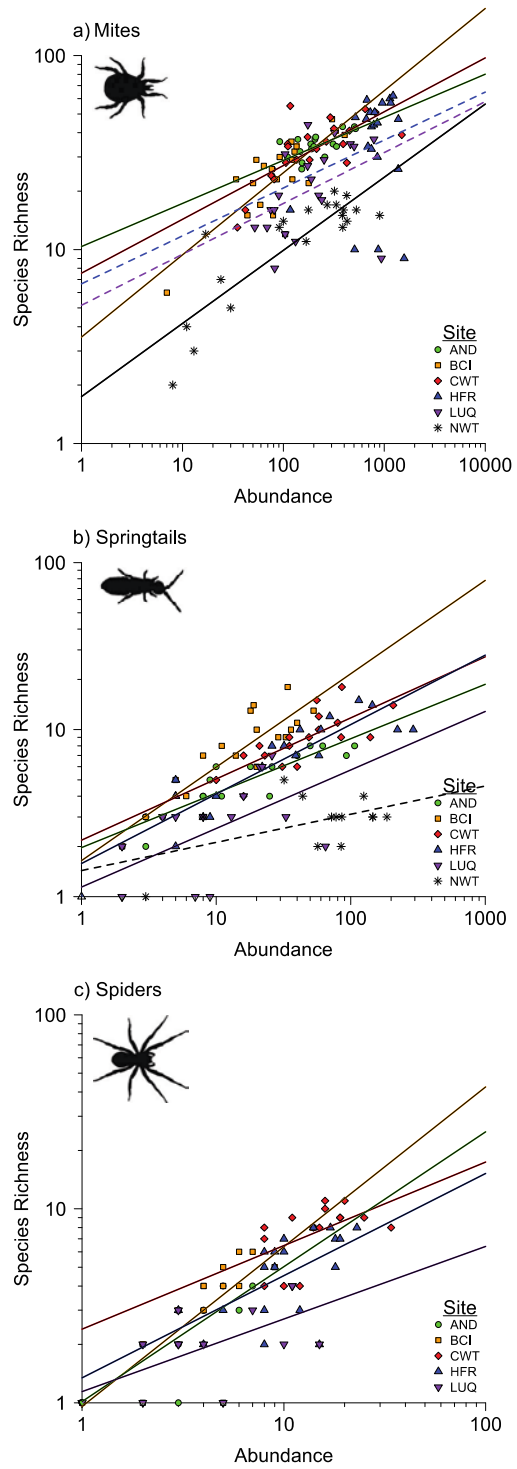 a) Mites
100
10
1
Species Richness
1 10 100 1000 10000
Abundance
Site
AND
BCI
CWT
HFR
LUQ
NWT
b) Springtails
100
10
1
Species Richness
1 10 100 1000
Abundance
Site
AND
BCI
CWT
HFR
LUQ
NWT
c) Spiders
100
10
1
Species Richness
1 10 100
Abundance
Site
AND
BCI
CWT
HFR
LUQ